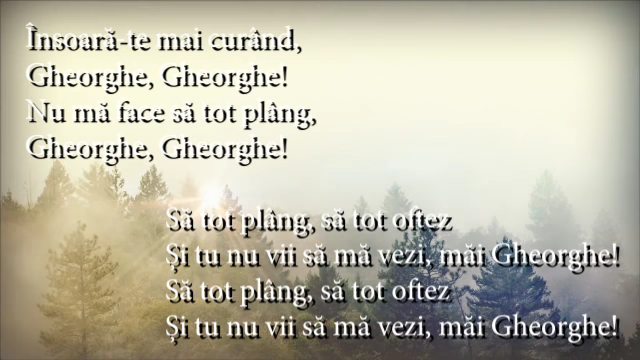 Însoară-te mai curând,
Gheorghe, Gheorghe!
Nu mă face să tot plâng,
Gheorghe, Gheorghe!
Să tot plâng, să tot oftez
Și tu nu vii să mă vezi, măi Gheorghe!
Să tot plâng, să tot oftez
Și tu nu vii să mă vezi, măi Gheorghe!